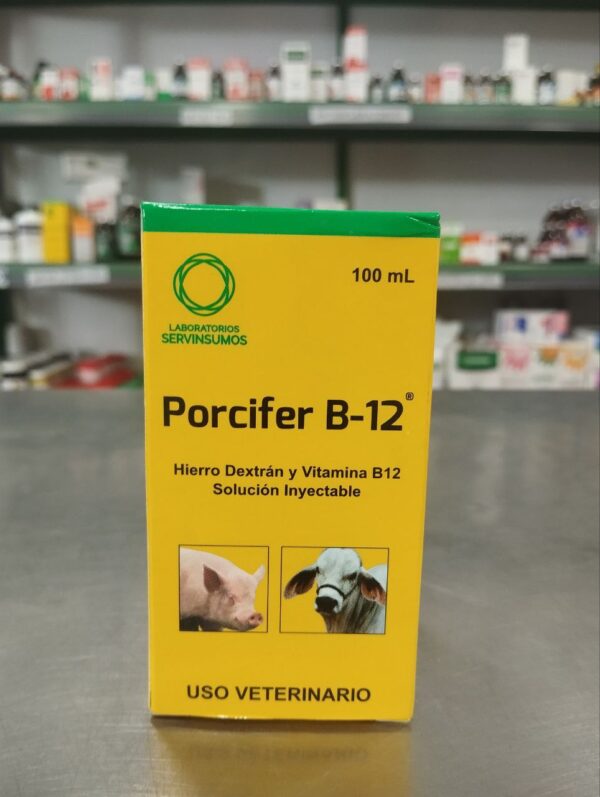 100 mL
LABORATORIOS
SERVINSUMOS
Porcifer B-12®
Hierro Dextrán y Vitamina B12
Solución Inyectable
USO VETERINARIO